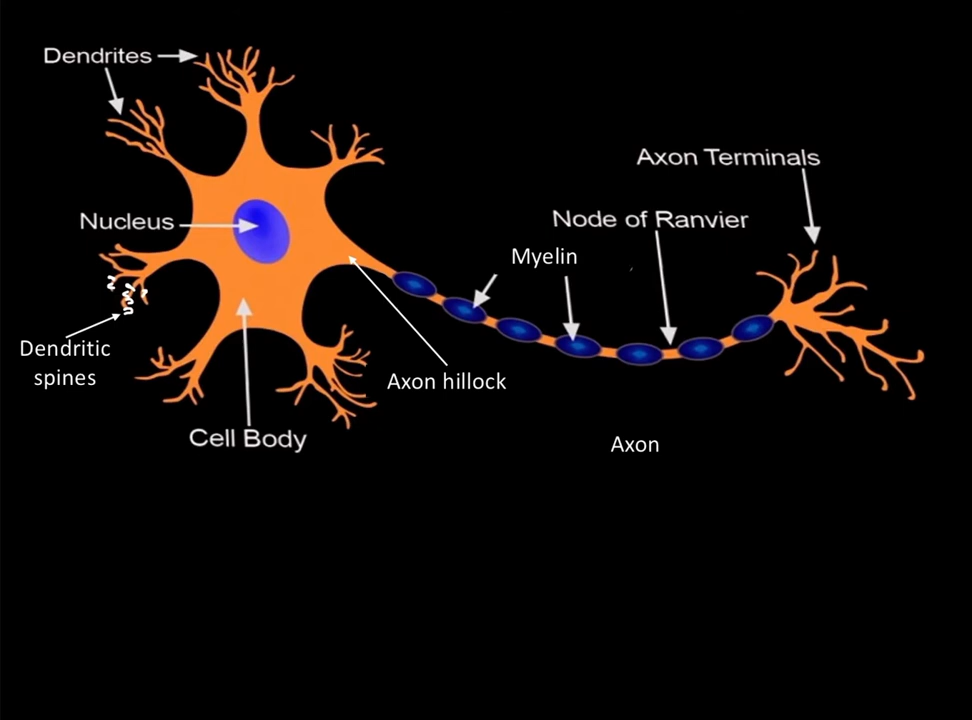 Dendrites
Axon Terminals
Nucleus
Node of Ranvier
Myelin
Dendritic
spines
Axon hillock
Cell Body
Axon